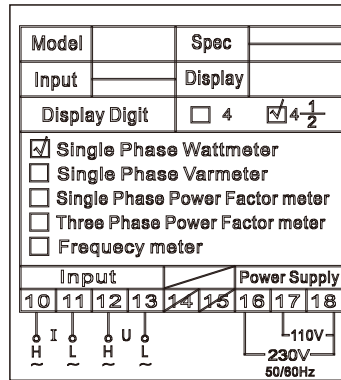 Model Spec
Input Display
Display Digit ☐ 4 ☑ 4 1/2
☑ Single Phase Wattmeter
☐ Single Phase Varmeter
☐ Single Phase Power Factor meter
☐ Three Phase Power Factor meter
☐ Frequecy meter
Input Power Supply
10 11 12 13 14 15 16 17 18
I U 110V
H L H L 230V
~ ~ ~ ~ 50/60Hz